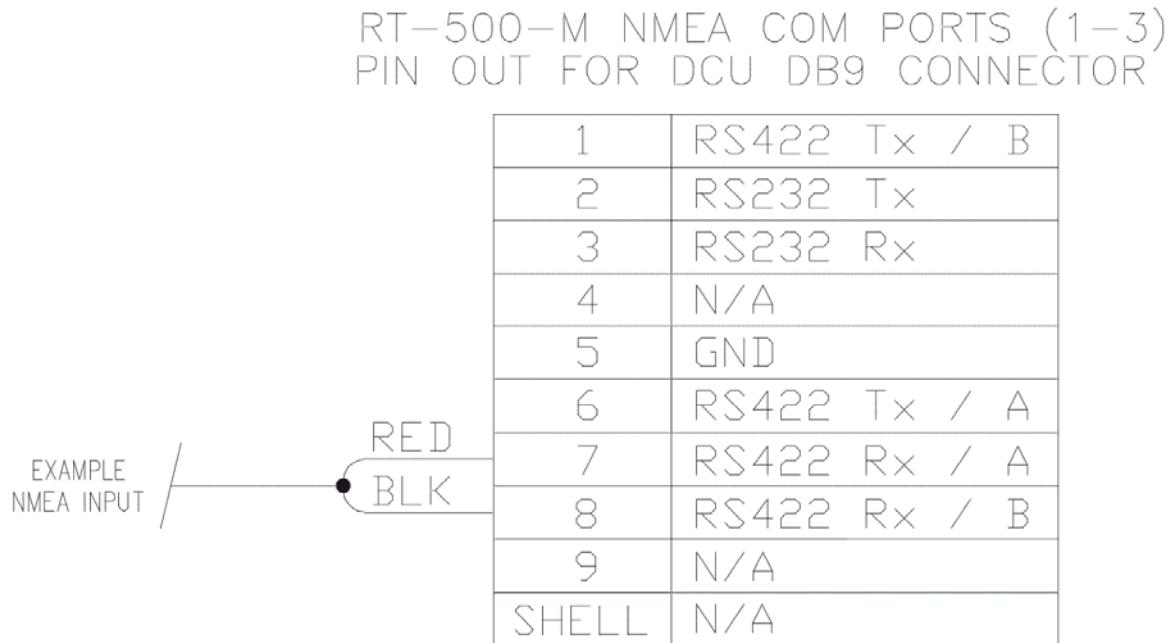 RT-500-M NMEA COM PORTS (1-3)
PIN OUT FOR DCU DB9 CONNECTOR
1 RS422 Tx / B
2 RS232 Tx
3 RS232 Rx
4 N/A
5 GND
6 RS422 Tx / A
7 RS422 Rx / A
8 RS422 Rx / B
9 N/A
SHELL N/A
RED
BLK
EXAMPLE
NMEA INPUT